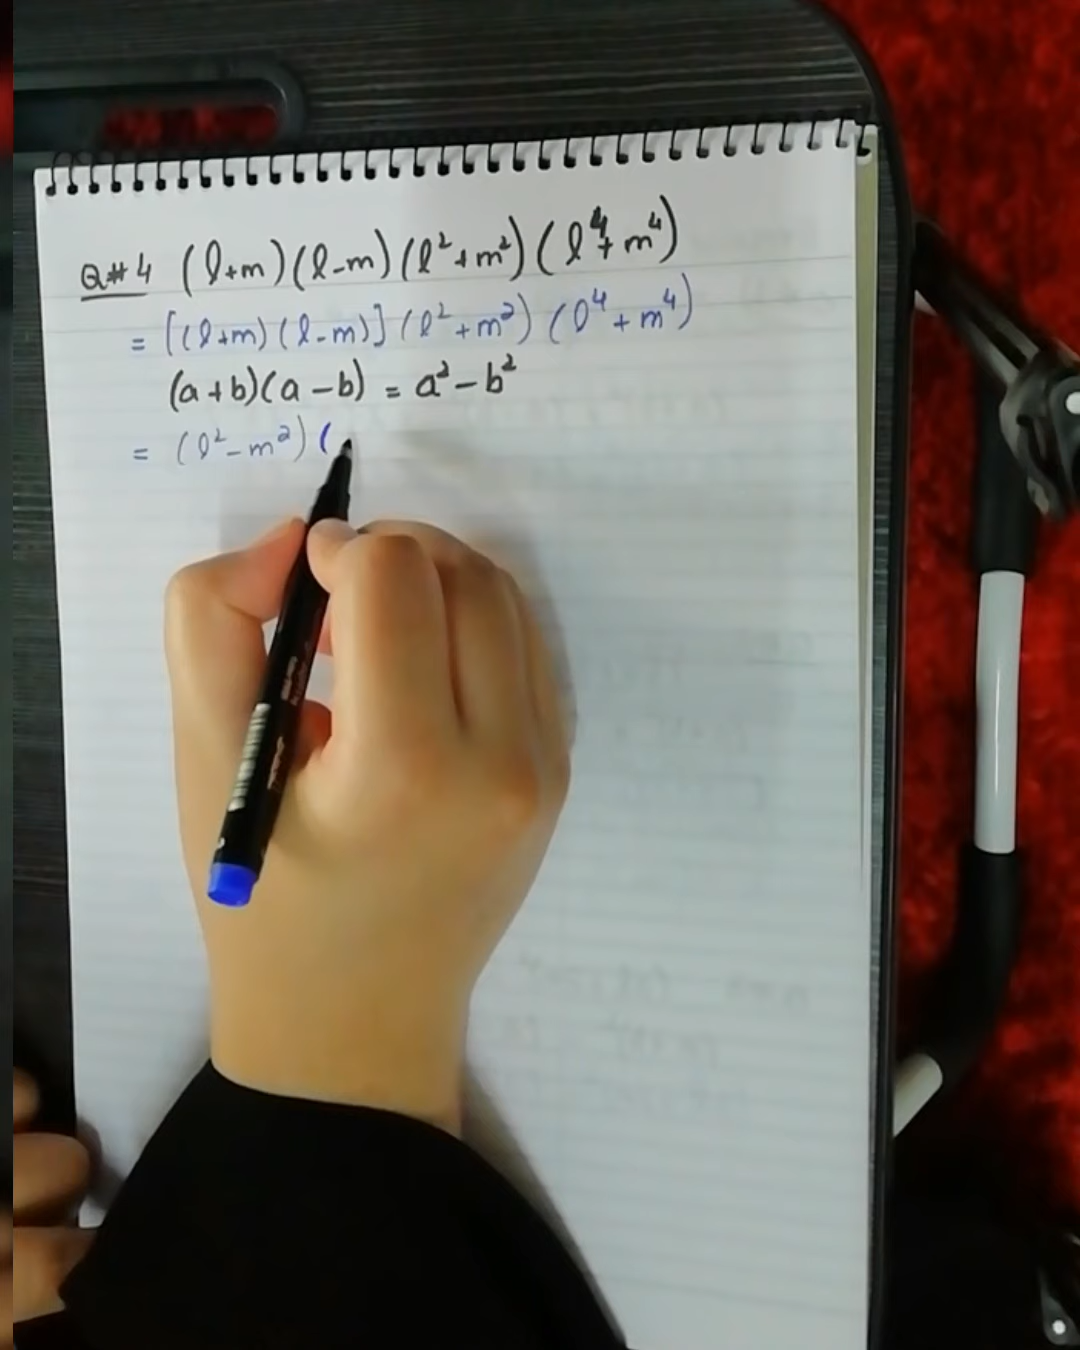 Q#4 (l+m)(l-m)(l²+m²)(l⁴+m⁴)
= [(l+m)(l-m)](l²+m²)(l⁴+m⁴)
(a+b)(a-b) = a²-b²
= (l²-m²)(